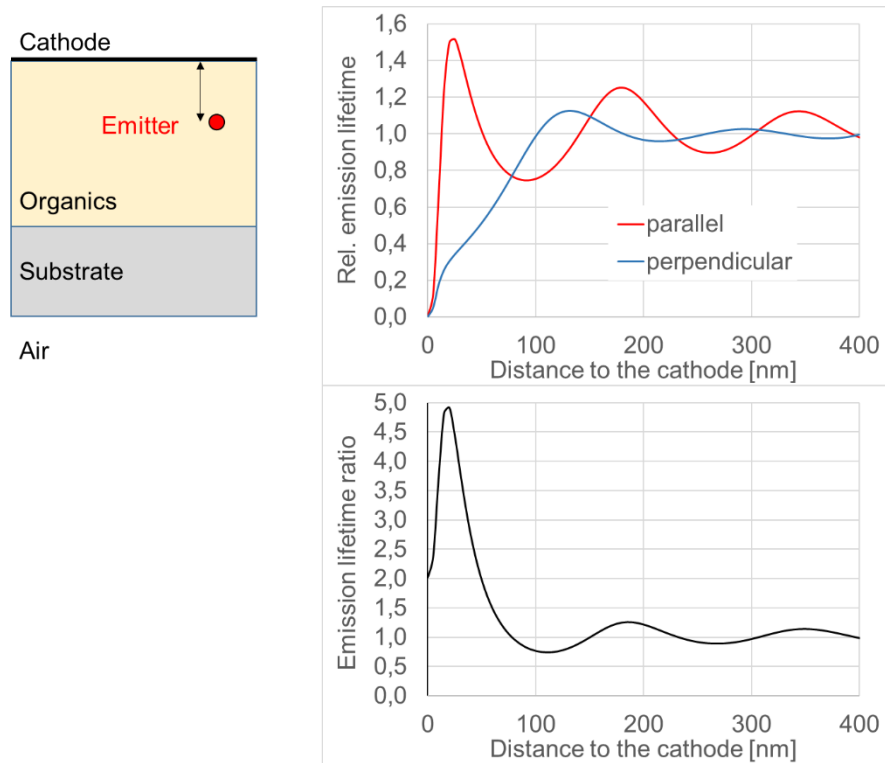 Cathode
Emitter
Organics
Substrate
Air
Rel. emission lifetime
1,6
1,4
1,2
1,0
0,8
0,6
0,4
0,2
0,0
parallel
perpendicular
0 100 200 300 400
Distance to the cathode [nm]
Emission lifetime ratio
5,0
4,5
4,0
3,5
3,0
2,5
2,0
1,5
1,0
0,5
0,0
0 100 200 300 400
Distance to the cathode [nm]